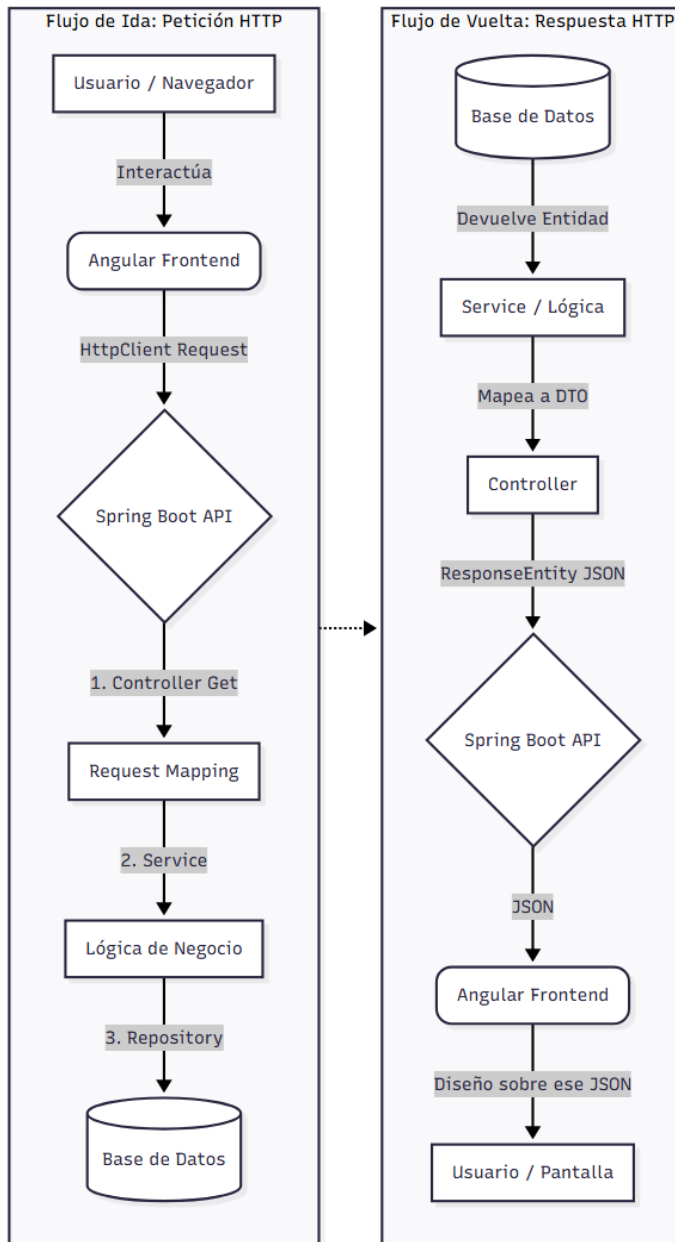 Flujo de Ida: Petición HTTP
Usuario / Navegador
Interactúa
Angular Frontend
HttpClient Request
Spring Boot API
1. Controller Get
Request Mapping
2. Service
Lógica de Negocio
3. Repository
Base de Datos
Flujo de Vuelta: Respuesta HTTP
Base de Datos
Devuelve Entidad
Service / Lógica
Mapea a DTO
Controller
ResponseEntity JSON
Spring Boot API
JSON
Angular Frontend
Diseño sobre ese JSON
Usuario / Pantalla